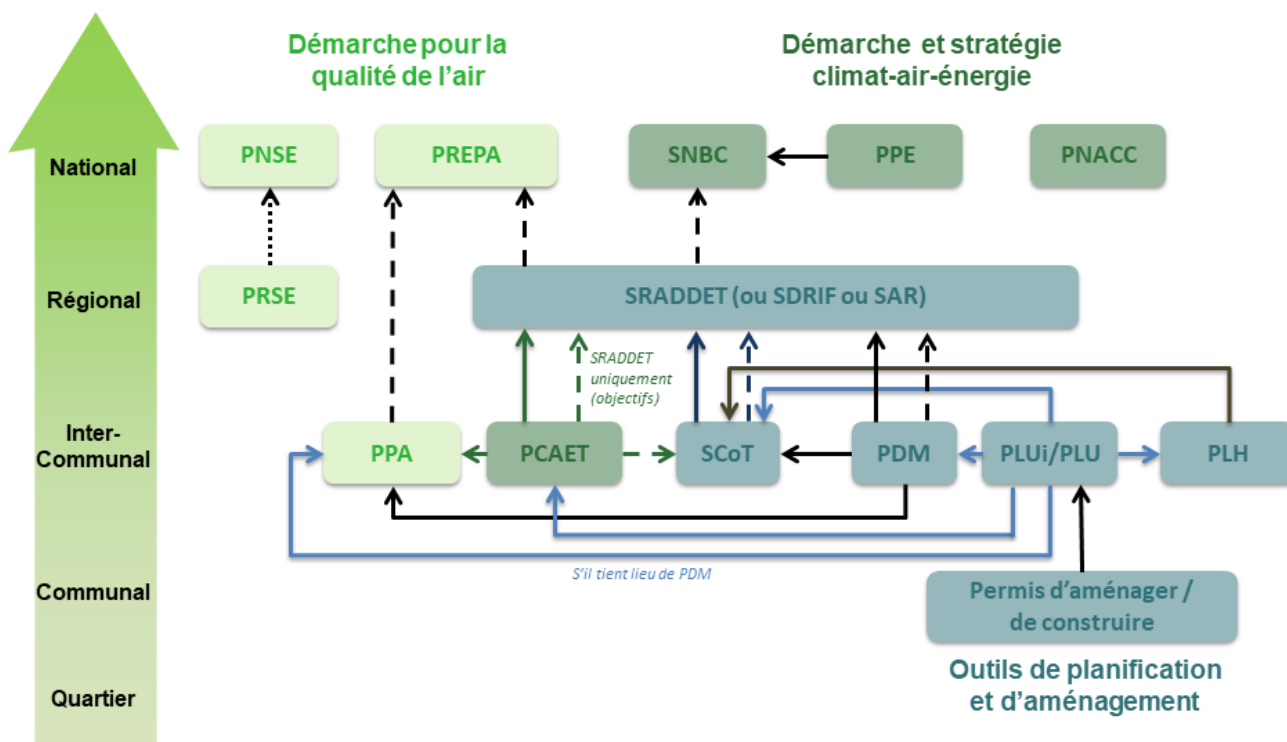 Démarche pour la
qualité de l'air
Démarche et stratégie
climat-air-énergie
National
PNSE
PREPA
SNBC
PPE
PNACC
Régional
PRSE
SRADDET (ou SDRIF ou SAR)
SRADDET
uniquement
(objectifs)
Inter-
Communal
PPA
PCAET
SCoT
PDM
PLUi/PLU
PLH
S'il tient lieu de PDM
Communal
Permis d'aménager /
de construire
Quartier
Outils de planification
et d'aménagement